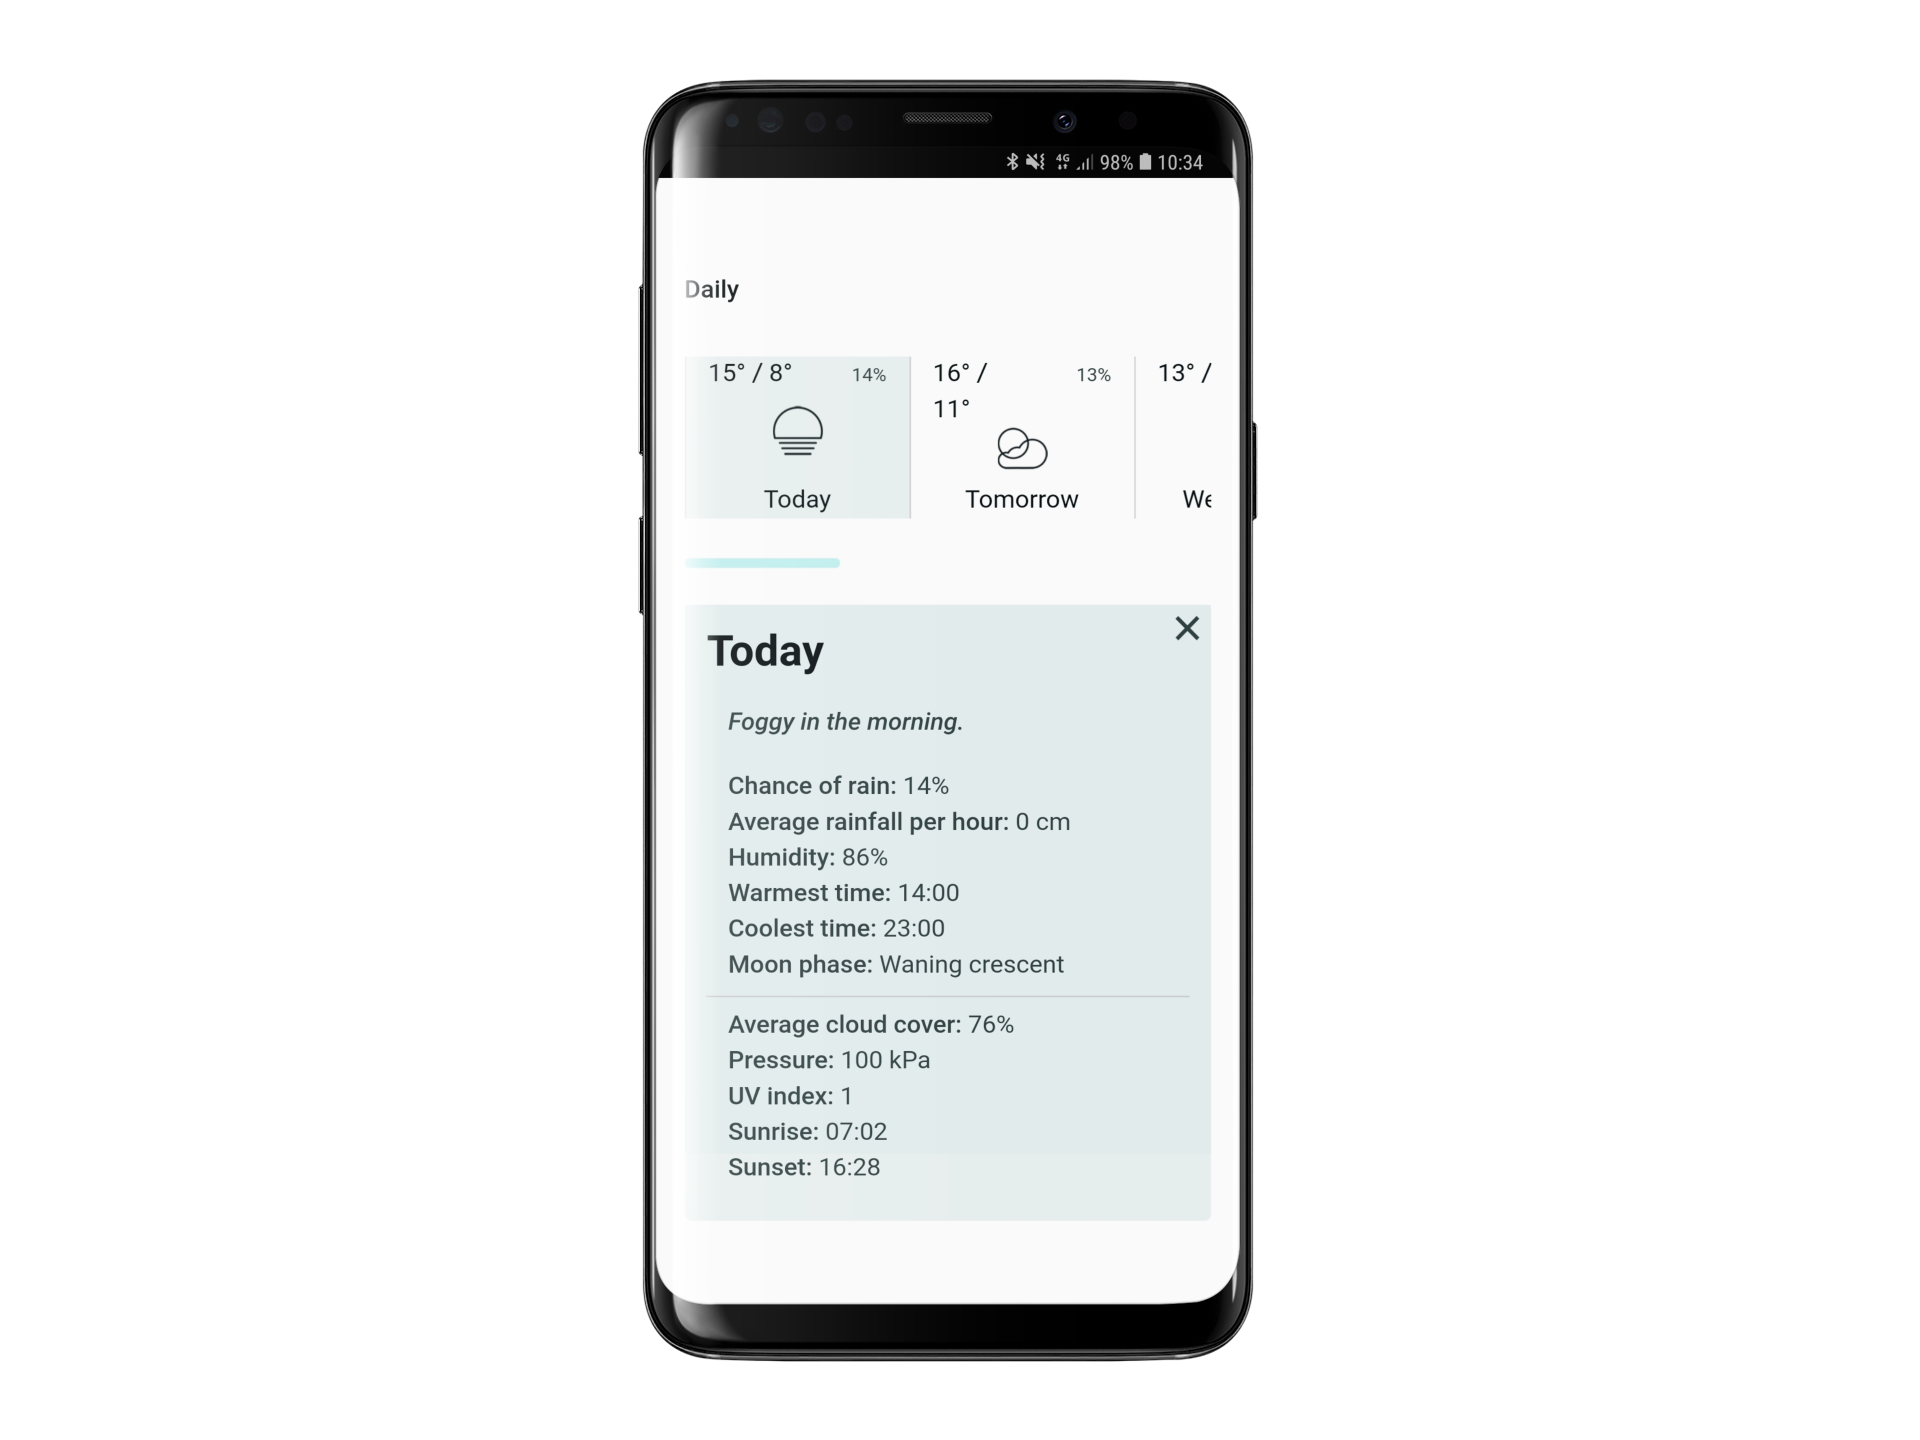 4G 98% 10:34
Daily
15° / 8° 14%
16° / 13%
11°
13° /
Today
Tomorrow
We
Today
Foggy in the morning.
Chance of rain: 14%
Average rainfall per hour: 0 cm
Humidity: 86%
Warmest time: 14:00
Coolest time: 23:00
Moon phase: Waning crescent
Average cloud cover: 76%
Pressure: 100 kPa
UV index: 1
Sunrise: 07:02
Sunset: 16:28